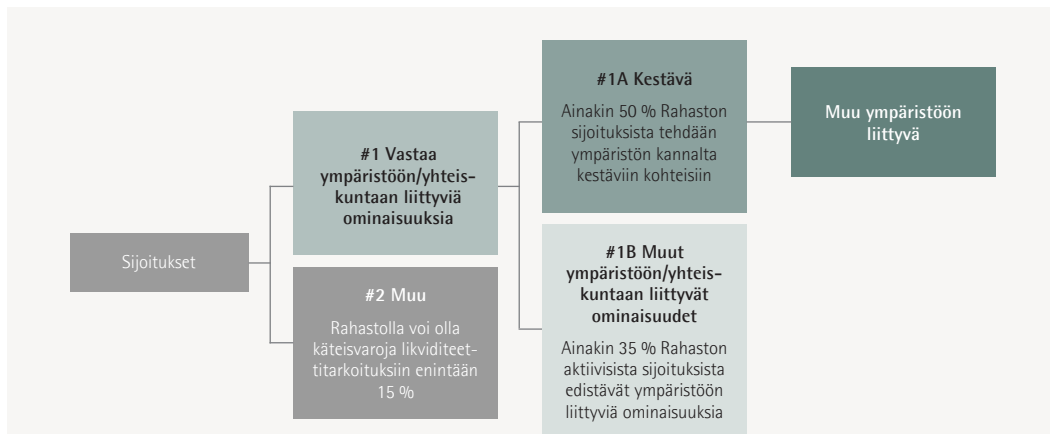 Sijoitukset
#1 Vastaa
ympäristöön/yhteis-
kuntaan liittyviä
ominaisuuksia
#2 Muu
Rahastolla voi olla
käteisvaroja likviditeet-
titarkoituksiin enintään
15 %
#1A Kestävä
Ainakin 50 % Rahaston
sijoituksista tehdään
ympäristön kannalta
kestäviin kohteisiin
#1B Muut
ympäristöön/yhteis-
kuntaan liittyvät
ominaisuudet
Ainakin 35 % Rahaston
aktiivisista sijoituksista
edistävät ympäristöön
liittyviä ominaisuuksia
Muu ympäristöön
liittyvä